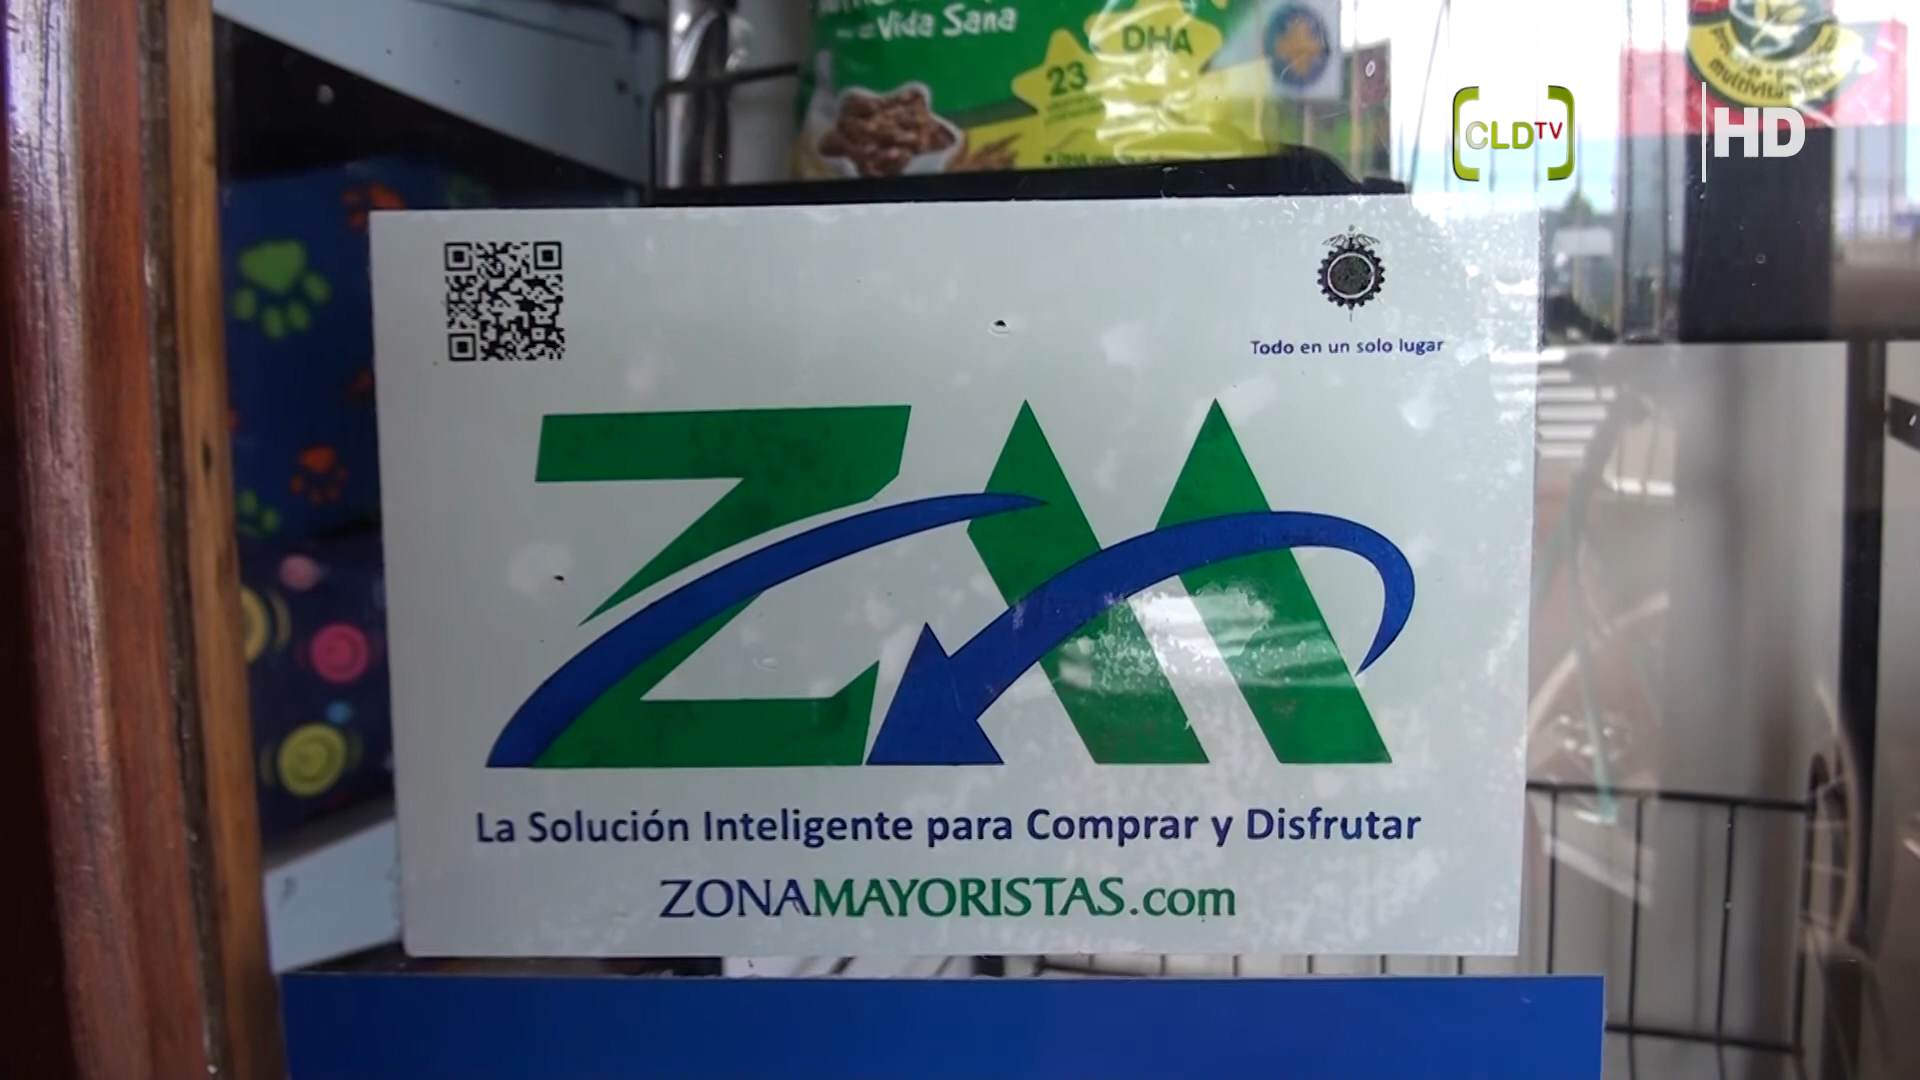 Vida Sana
DHA
23
CLDTV
HD
Todo en un solo lugar
ZM
La Solución Inteligente para Comprar y Disfrutar
ZONAMAYORISTAS.com